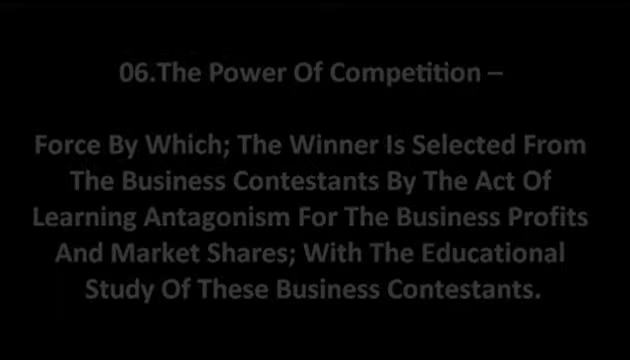 06.The Power Of Competition –
Force By Which; The Winner Is Selected From
The Business Contestants By The Act Of
Learning Antagonism For The Business Profits
And Market Shares; With The Educational
Study Of These Business Contestants.